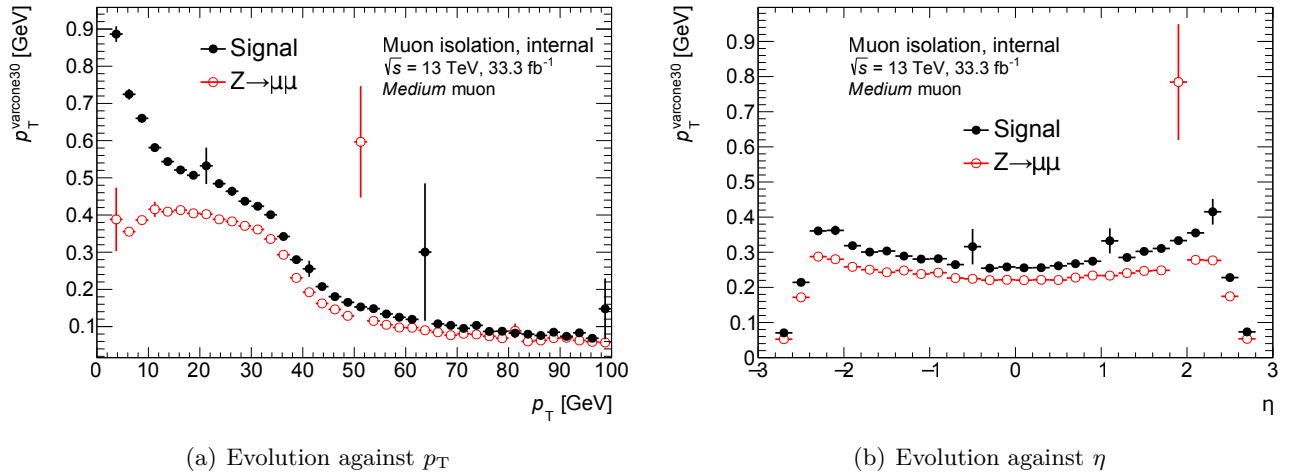 p_T^varcone30 [GeV]
0.9
0.8
0.7
0.6
0.5
0.4
0.3
0.2
0.1
Signal
Z→μμ
Muon isolation, internal
√s = 13 TeV, 33.3 fb⁻¹
Medium muon
0 10 20 30 40 50 60 70 80 90 100
p_T [GeV]
(a) Evolution against p_T
p_T^varcone30 [GeV]
0.9
0.8
0.7
0.6
0.5
0.4
0.3
0.2
0.1
0
Muon isolation, internal
√s = 13 TeV, 33.3 fb⁻¹
Medium muon
Signal
Z→μμ
−3 −2 −1 0 1 2 3
η
(b) Evolution against η